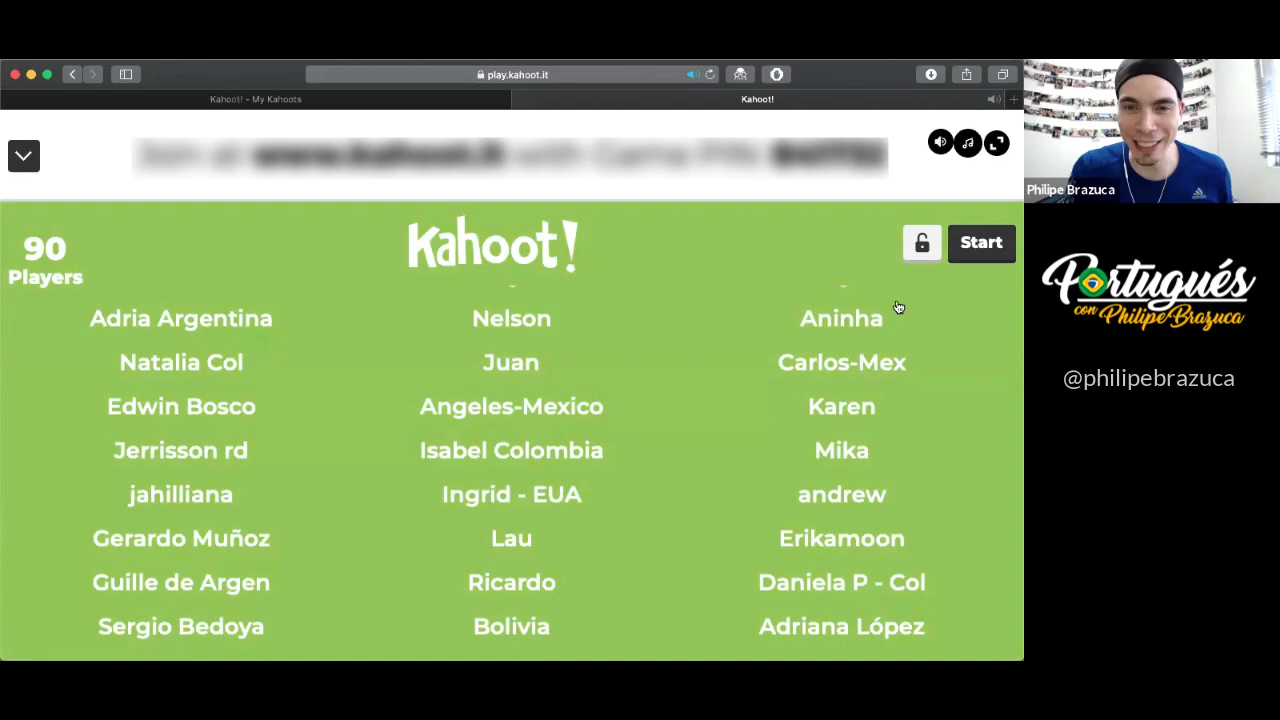 play.kahoot.it
Kahoot! - My Kahoots
Kahoot!
Philipe Brazuca
90
Players
Kahoot!
Start
Adria Argentina
Nelson
Aninha
Natalia Col
Juan
Carlos-Mex
Edwin Bosco
Angeles-Mexico
Karen
Jerrisson rd
Isabel Colombia
Mika
jahilliana
Ingrid - EUA
andrew
Gerardo Muñoz
Lau
Erikamoon
Guille de Argen
Ricardo
Daniela P - Col
Sergio Bedoya
Bolivia
Adriana López
Portugués
con Philipe Brazuca
@philipebrazuca